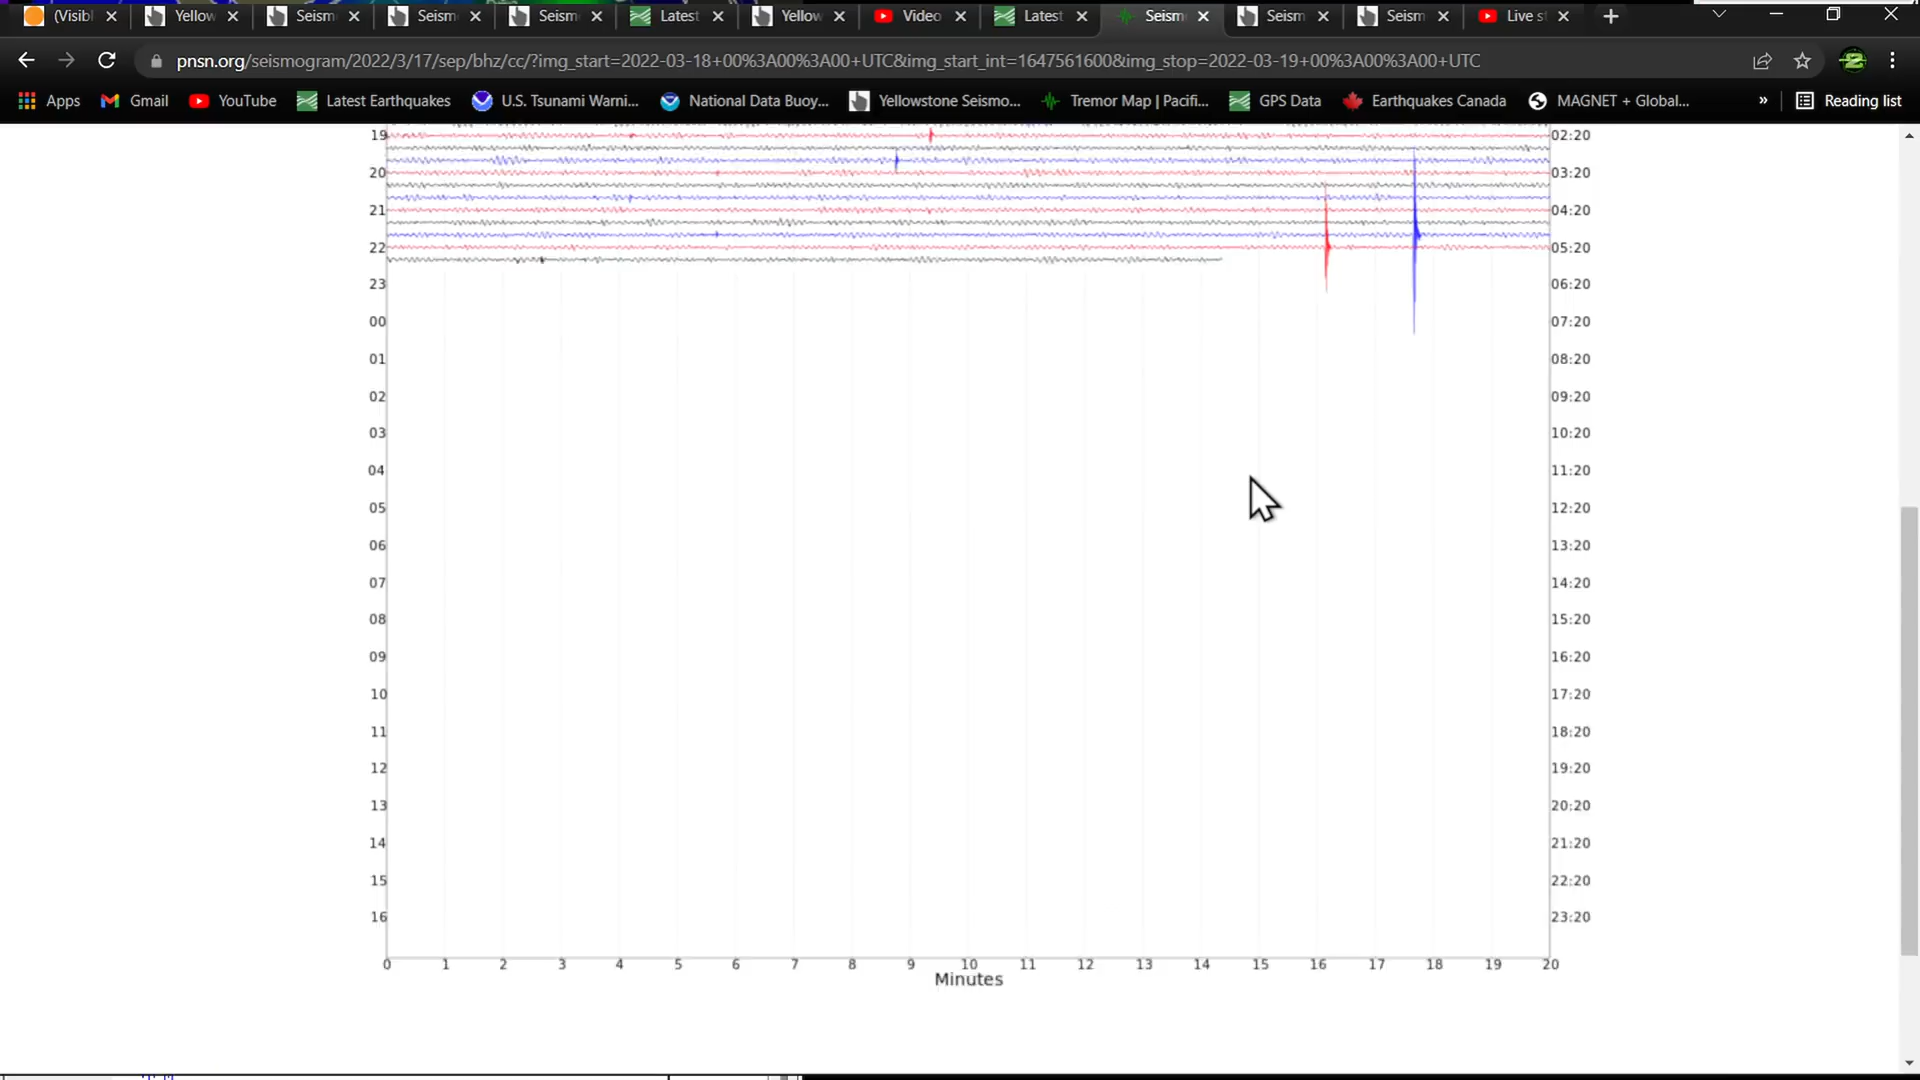 (Visibl
Yellow
Seism
Seism
Seism
Latest
Yellow
Video
Latest
Seism
Seism
Seism
Live st
pnsn.org/seismogram/2022/3/17/sep/bhz/cc/?img_start=2022-03-18+00%3A00%3A00+UTC&img_start_int=1647561600&img_stop=2022-03-19+00%3A00%3A00+UTC
Apps
Gmail
YouTube
Latest Earthquakes
U.S. Tsunami Warni...
National Data Buoy...
Yellowstone Seismo...
Tremor Map | Pacifi...
GPS Data
Earthquakes Canada
MAGNET + Global...
»
Reading list
19 02:20
20 03:20
21 04:20
22 05:20
23 06:20
00 07:20
01 08:20
02 09:20
03 10:20
04 11:20
05 12:20
06 13:20
07 14:20
08 15:20
09 16:20
10 17:20
11 18:20
12 19:20
13 20:20
14 21:20
15 22:20
16 23:20
0 1 2 3 4 5 6 7 8 9 10 11 12 13 14 15 16 17 18 19 20
Minutes